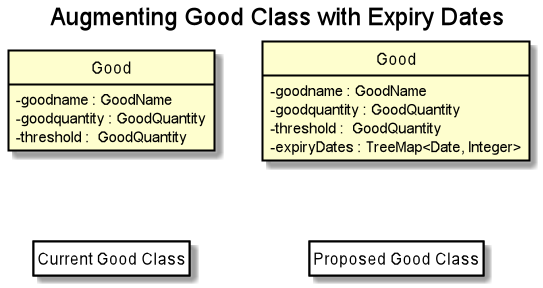 Augmenting Good Class with Expiry Dates
Good
-goodname : GoodName
-goodquantity : GoodQuantity
-threshold :  GoodQuantity
Good
-goodname : GoodName
-goodquantity : GoodQuantity
-threshold :  GoodQuantity
-expiryDates : TreeMap<Date, Integer>
Current Good Class
Proposed Good Class